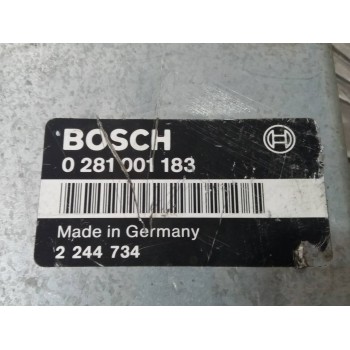 BOSCH
0 281 001 183
Made in Germany
2 244 734